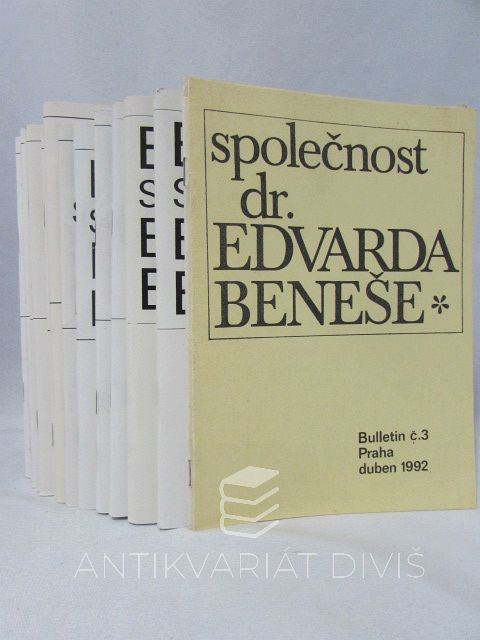 společnost
dr.
EDVARDA
BENEŠE *
Bulletin č.3
Praha
duben 1992
ANTIKVARIÁT DIVIŠ